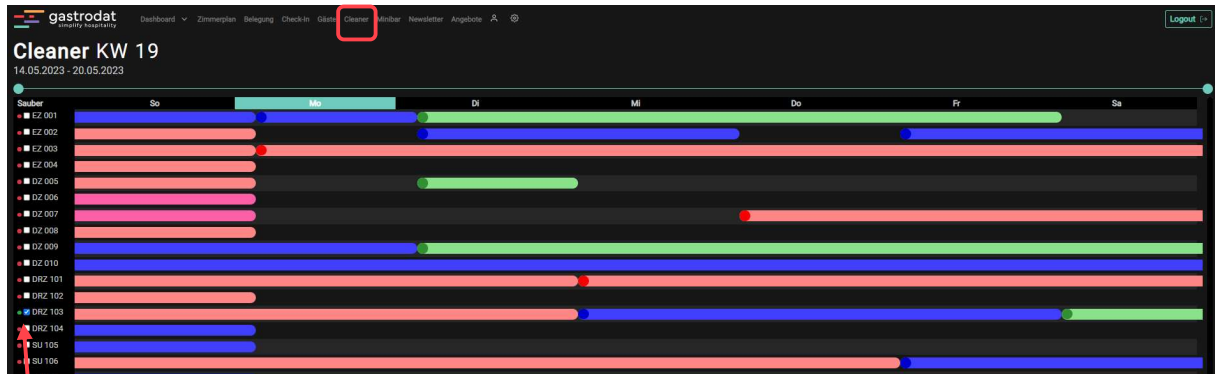 gastrodat
simplify hospitality
Dashboard Zimmerplan Belegung Check-In Gäste Cleaner Minibar Newsletter Angebote
Logout
Cleaner KW 19
14.05.2023 - 20.05.2023
Sauber So Mo Di Mi Do Fr Sa
EZ 001
EZ 002
EZ 003
EZ 004
DZ 005
DZ 006
DZ 007
DZ 008
DZ 009
DZ 010
DRZ 101
DRZ 102
DRZ 103
DRZ 104
SU 105
SU 106